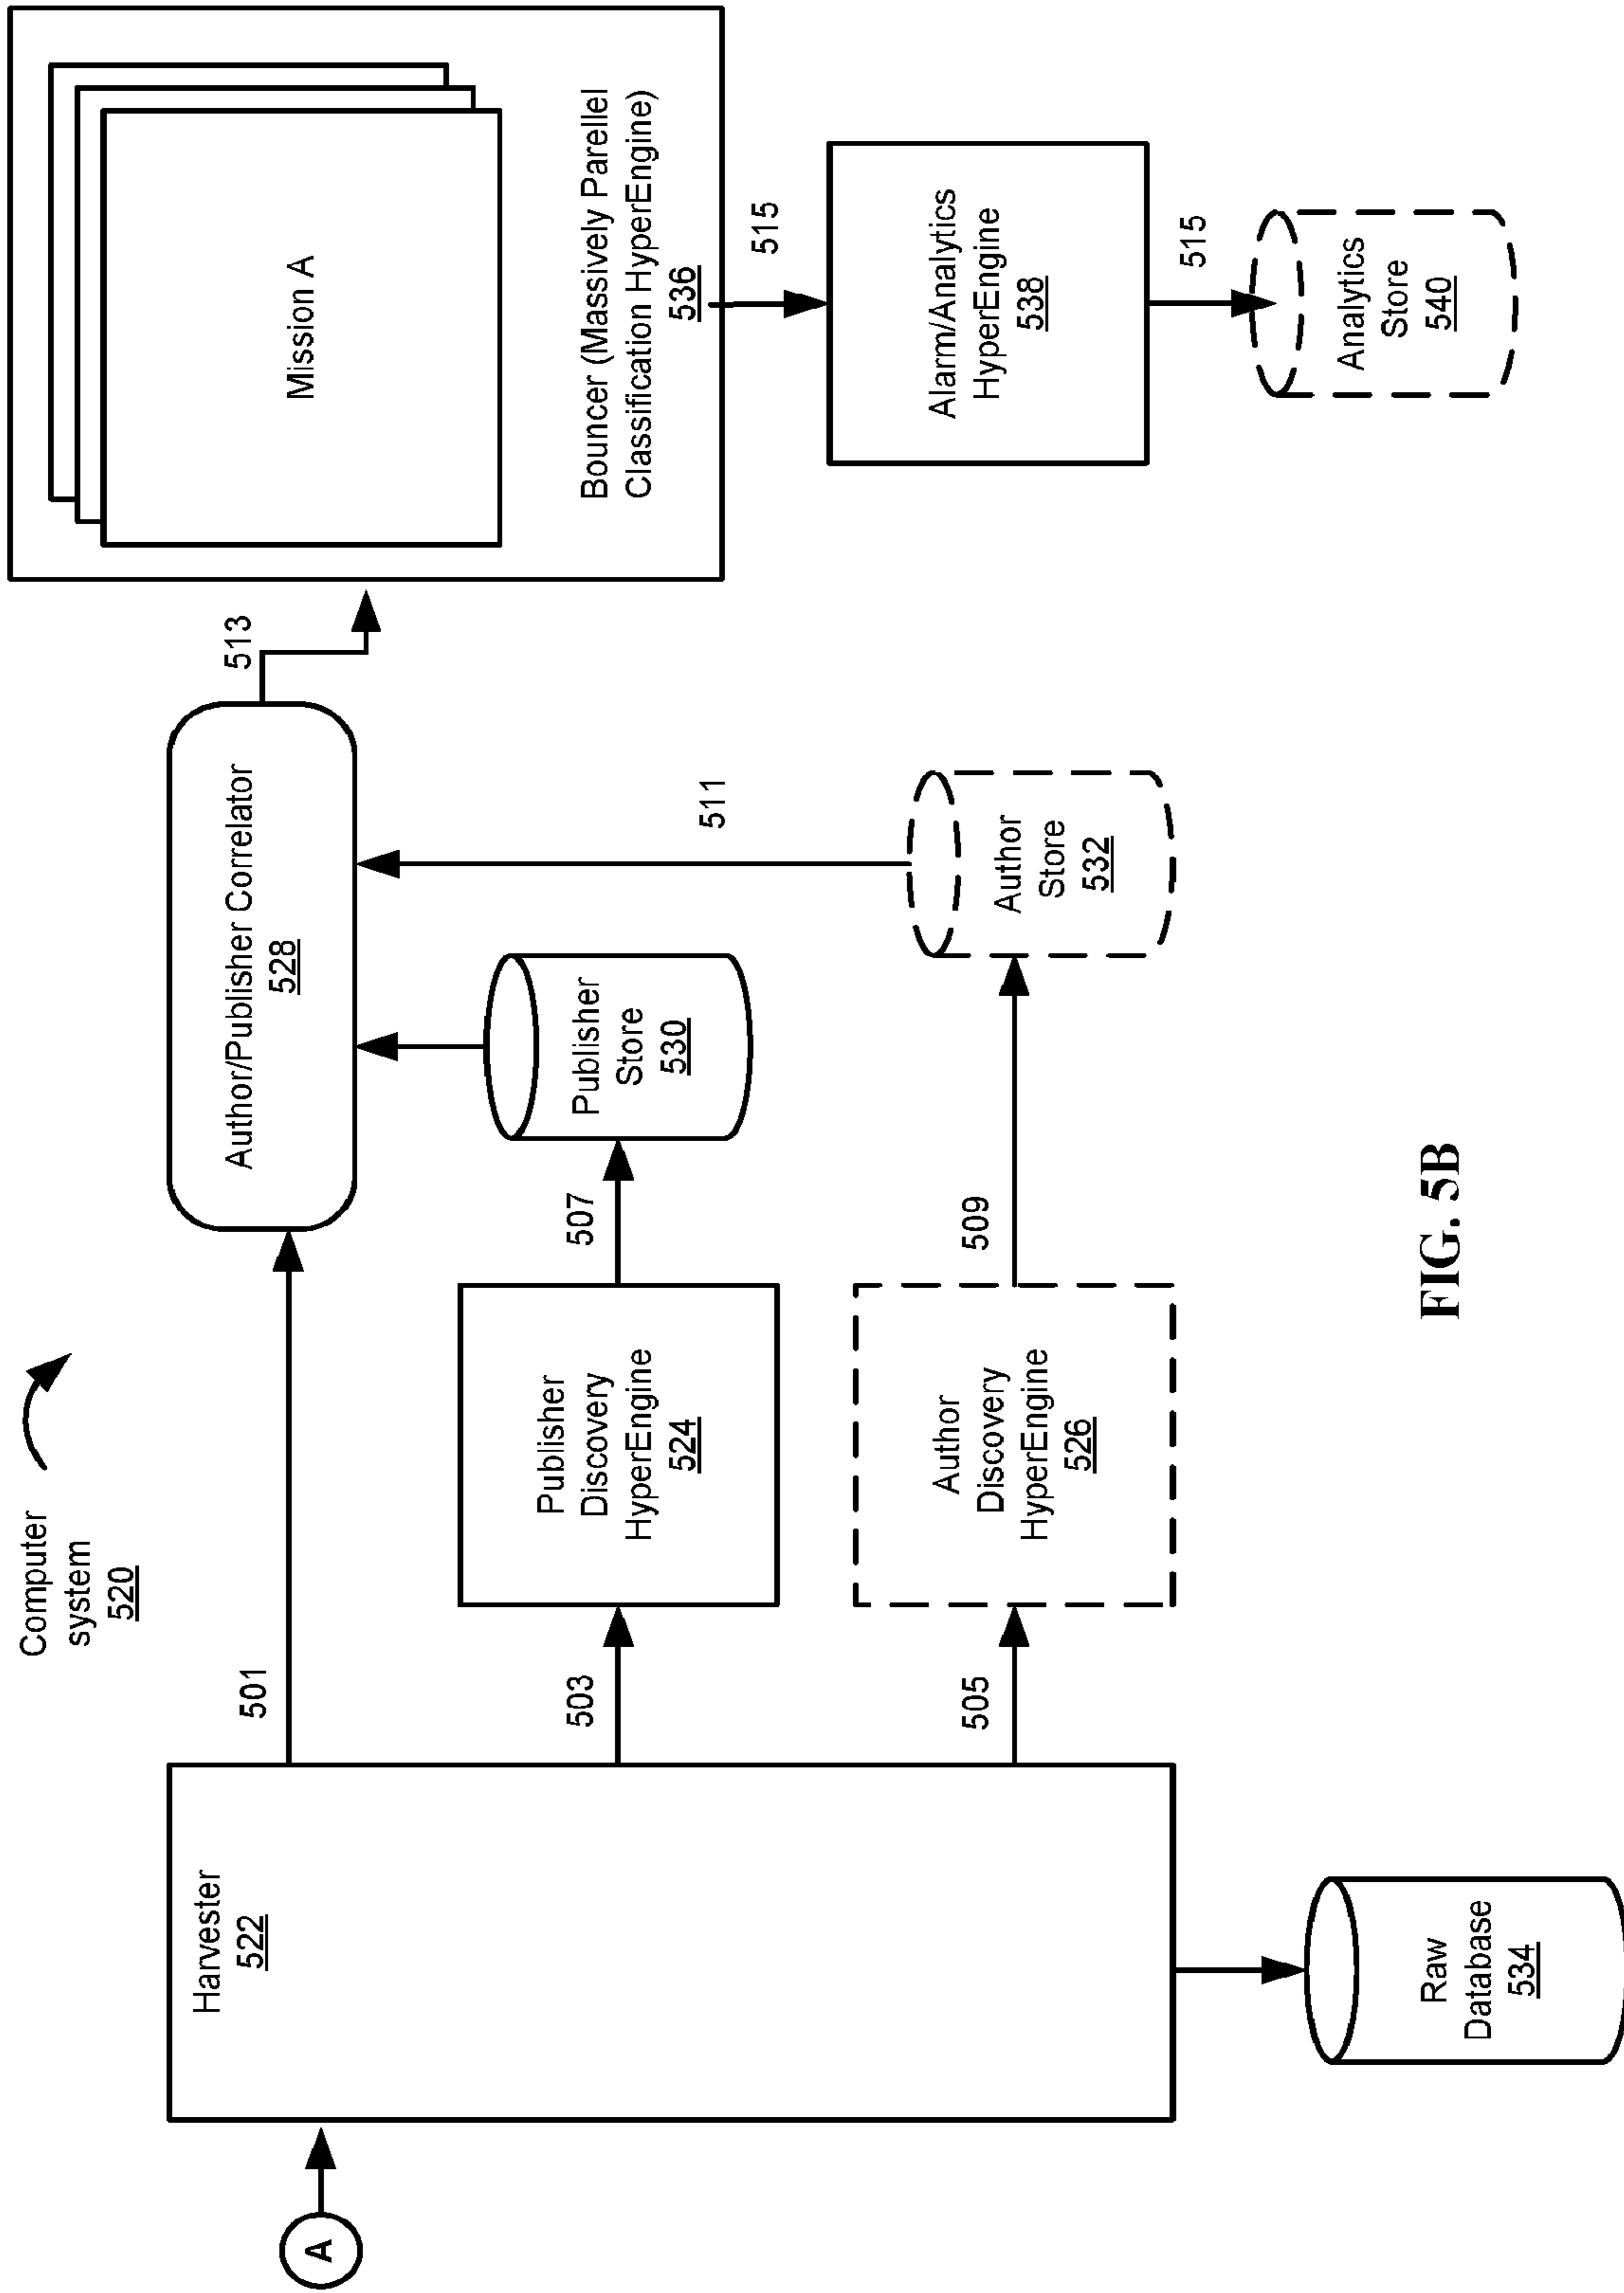 Computer
system
520
A
Harvester
522
501
503
505
Raw
Database
534
Publisher
Discovery
HyperEngine
524
Author
Discovery
HyperEngine
526
507
509
Author/Publisher Correlator
528
Publisher
Store
530
511
Author
Store
532
513
Mission A
Bouncer (Massively Parellel
Classification HyperEngine)
536
515
Alarm/Analytics
HyperEngine
538
515
Analytics
Store
540
FIG. 5B